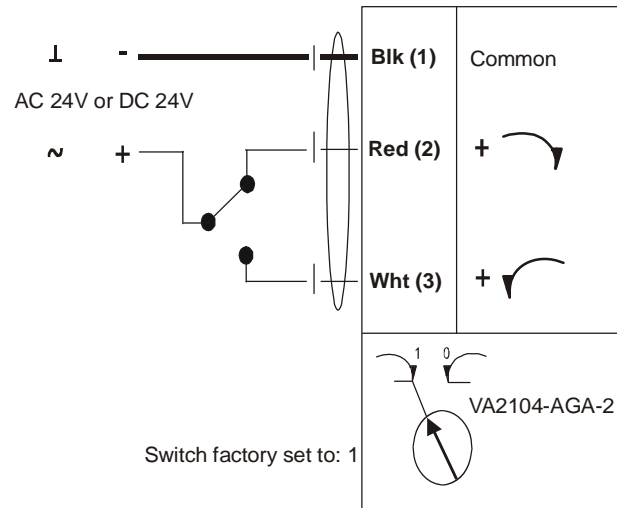 ⊥ - Blk (1) Common
AC 24V or DC 24V
~ + Red (2) +
Wht (3) +
1 0
VA2104-AGA-2
Switch factory set to: 1